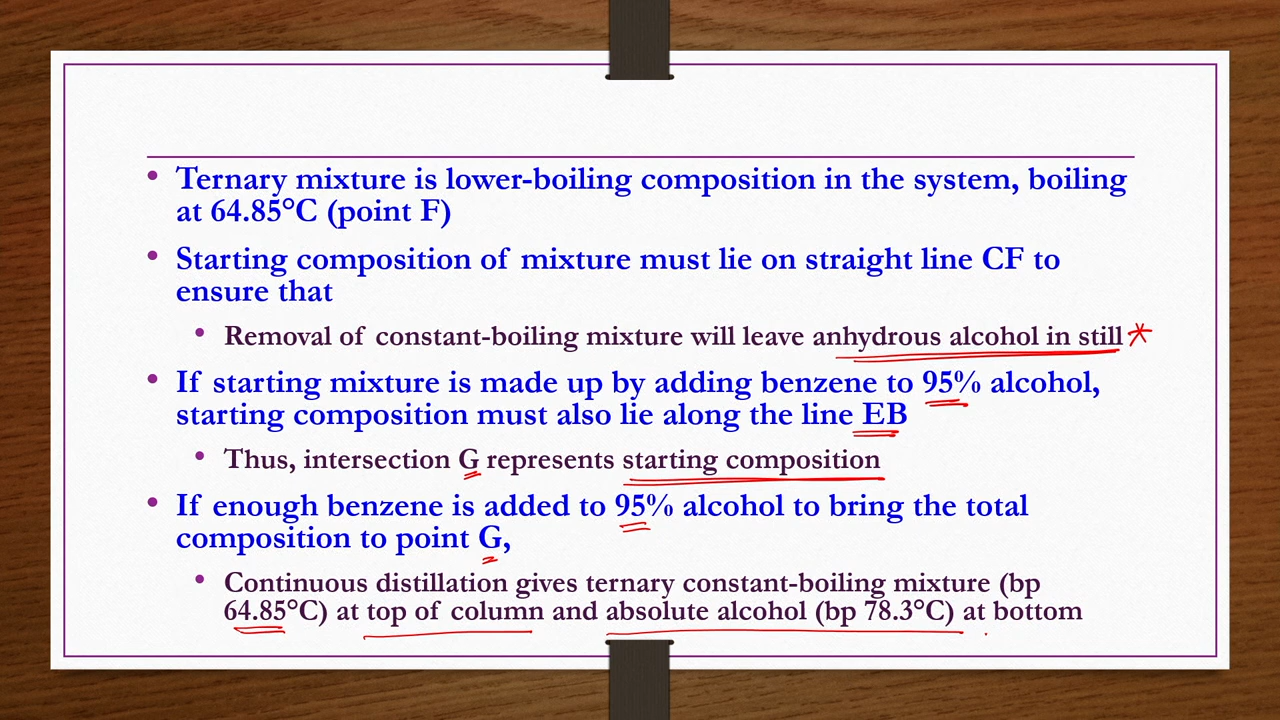 • Ternary mixture is lower-boiling composition in the system, boiling
at 64.85°C (point F)
• Starting composition of mixture must lie on straight line CF to
ensure that
• Removal of constant-boiling mixture will leave anhydrous alcohol in still *
• If starting mixture is made up by adding benzene to 95% alcohol,
starting composition must also lie along the line EB
• Thus, intersection G represents starting composition
• If enough benzene is added to 95% alcohol to bring the total
composition to point G,
• Continuous distillation gives ternary constant-boiling mixture (bp
64.85°C) at top of column and absolute alcohol (bp 78.3°C) at bottom